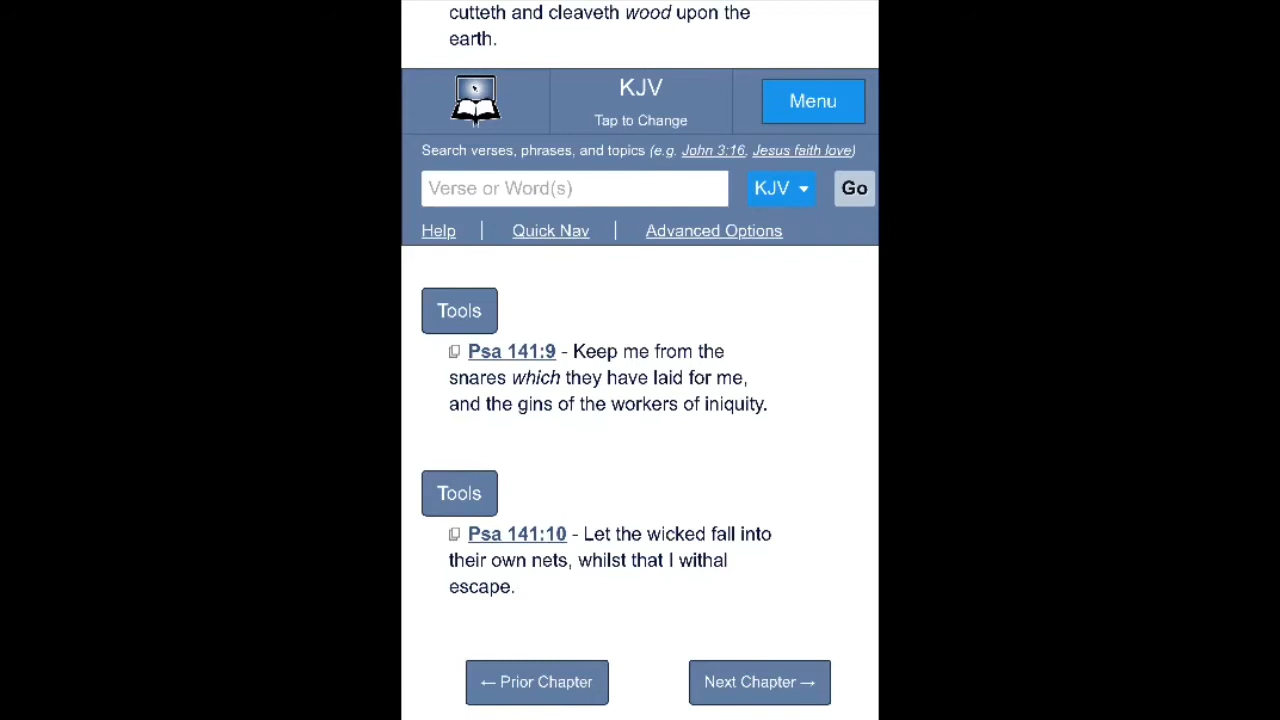 cutteth and cleaveth wood upon the
earth.
KJV
Tap to Change
Menu
Search verses, phrases, and topics (e.g. John 3:16, Jesus faith love)
Verse or Word(s)
KJV
Go
Help
Quick Nav
Advanced Options
Tools
Psa 141:9 - Keep me from the
snares which they have laid for me,
and the gins of the workers of iniquity.
Tools
Psa 141:10 - Let the wicked fall into
their own nets, whilst that I withal
escape.
← Prior Chapter
Next Chapter →